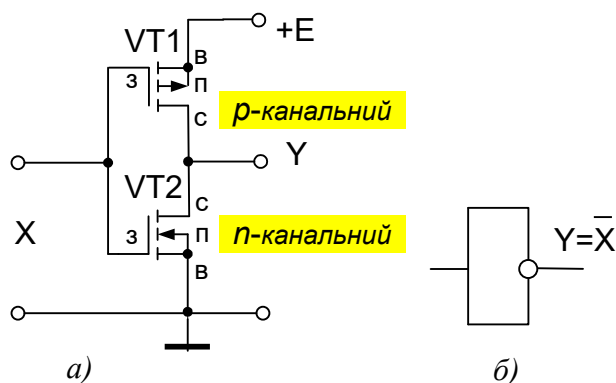 +E
VT1
В
З
П
С
р-канальний
Y
VT2
С
X
З
П
n-канальний
В
Y=X̅
а)
б)